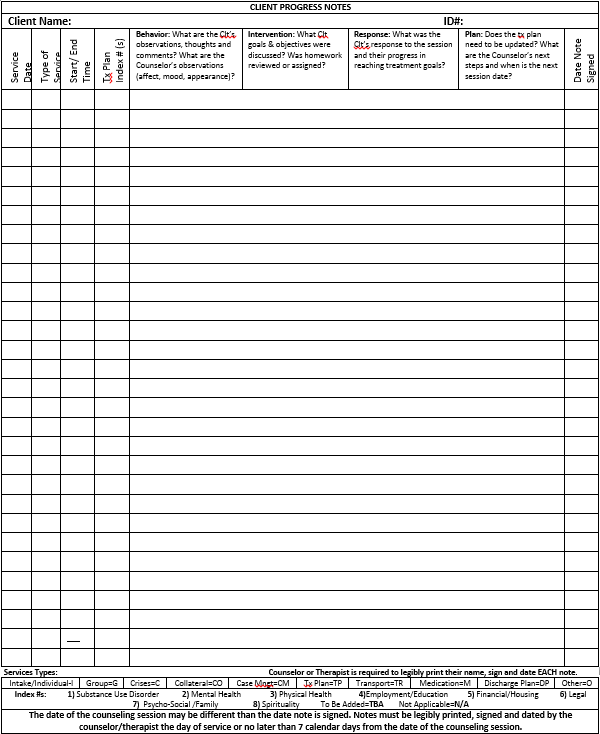 CLIENT PROGRESS NOTES
Client Name: ID#:
Service Date
Type of Service
Start/ End Time
Tx Plan Index # (s)
Behavior: What are the Clt's observations, thoughts and comments? What are the Counselor's observations (affect, mood, appearance)?
Intervention: What Clt goals & objectives were discussed? Was homework reviewed or assigned?
Response: What was the Clt's response to the session and their progress in reaching treatment goals?
Plan: Does the tx plan need to be updated? What are the Counselor's next steps and when is the next session date?
Date Note Signed
Services Types: Counselor or Therapist is required to legibly print their name, sign and date EACH note.
Intake/Individual-I Group=G Crises=C Collateral=CO Case Mngt=CM Tx Plan=TP Transport=TR Medication=M Discharge Plan=DP Other=O
Index #s: 1) Substance Use Disorder 2) Mental Health 3) Physical Health 4)Employment/Education 5) Financial/Housing 6) Legal
7) Psycho-Social /Family 8) Spirituality To Be Added=TBA Not Applicable=N/A
The date of the counseling session may be different than the date note is signed. Notes must be legibly printed, signed and dated by the
counselor/therapist the day of service or no later than 7 calendar days from the date of the counseling session.